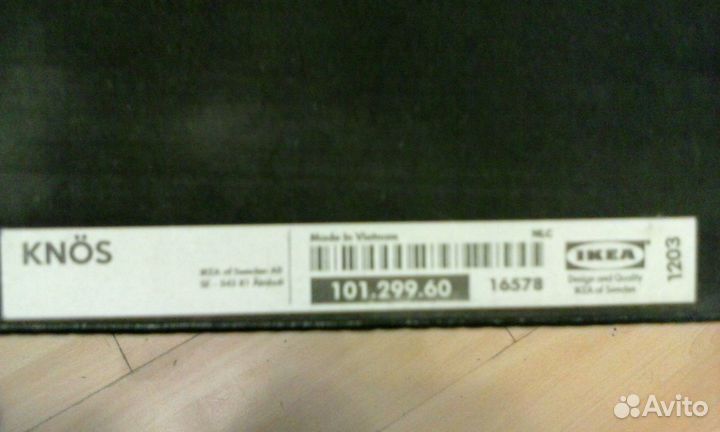 KNÖS
IKEA of Sweden AB
SE - 343 81 Älmhult
Made in Vietnam
NLC
101.299.60
16578
IKEA
Design and Quality
IKEA of Sweden
1203
Avito